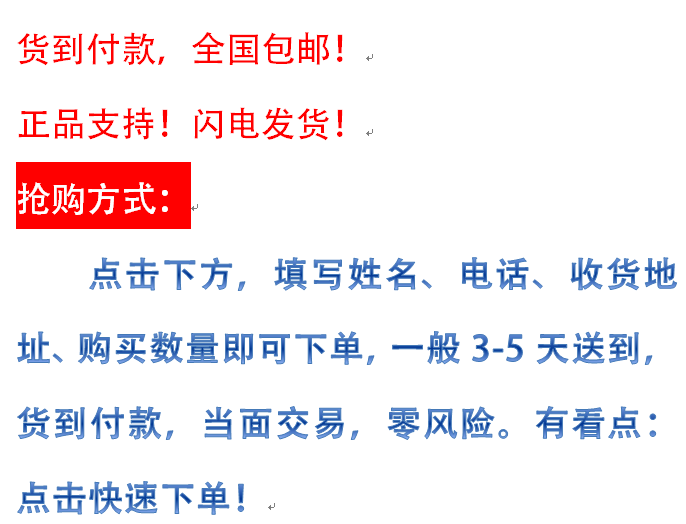 货到付款，全国包邮！
正品支持！闪电发货！
抢购方式：
点击下方，填写姓名、电话、收货地
址、购买数量即可下单，一般 3-5 天送到，
货到付款，当面交易，零风险。有看点：
点击快速下单！